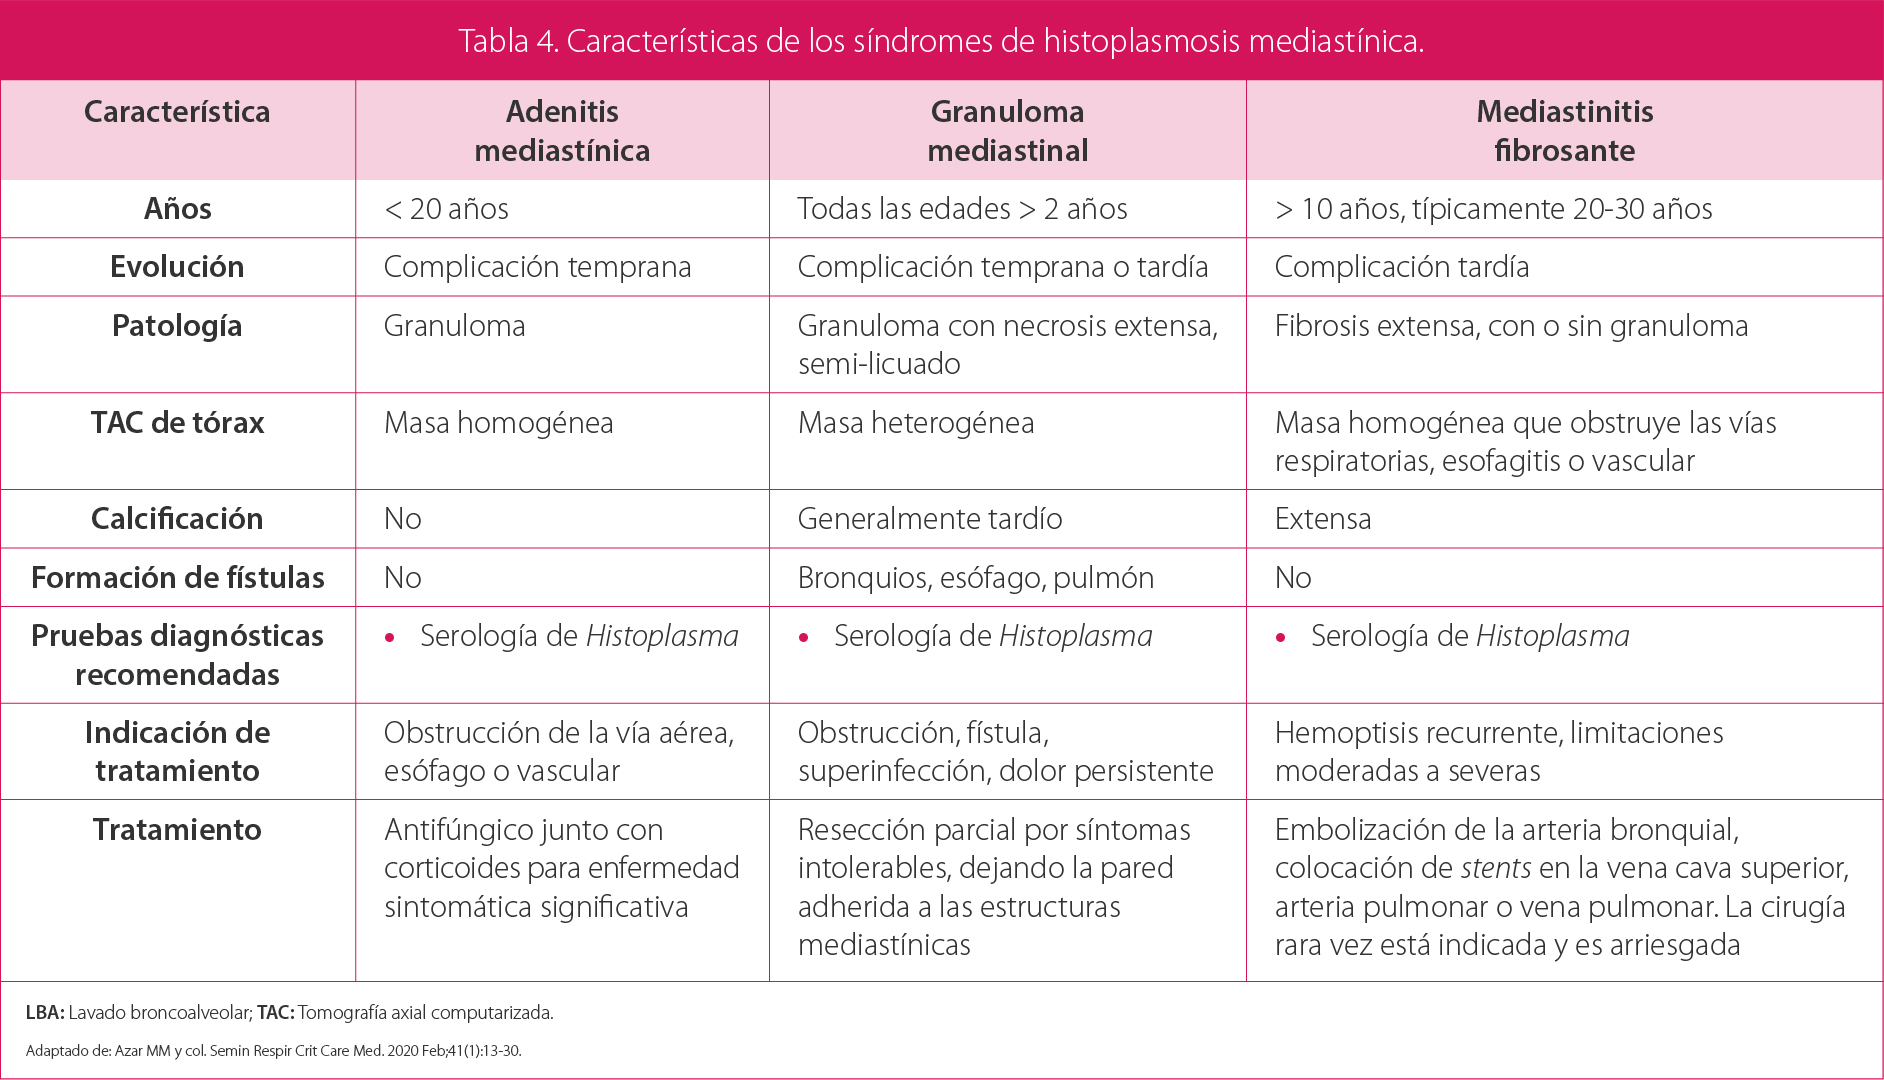 Tabla 4. Características de los síndromes de histoplasmosis mediastínica.
Característica
Adenitis
mediastínica
Granuloma
mediastinal
Mediastinitis
fibrosante
Años
< 20 años
Todas las edades > 2 años
> 10 años, típicamente 20-30 años
Evolución
Complicación temprana
Complicación temprana o tardía
Complicación tardía
Patología
Granuloma
Granuloma con necrosis extensa,
semi-licuado
Fibrosis extensa, con o sin granuloma
TAC de tórax
Masa homogénea
Masa heterogénea
Masa homogénea que obstruye las vías
respiratorias, esofagitis o vascular
Calcificación
No
Generalmente tardío
Extensa
Formación de fístulas
No
Bronquios, esófago, pulmón
No
Pruebas diagnósticas
recomendadas
• Serología de Histoplasma
• Serología de Histoplasma
• Serología de Histoplasma
Indicación de
tratamiento
Obstrucción de la vía aérea,
esófago o vascular
Obstrucción, fístula,
superinfección, dolor persistente
Hemoptisis recurrente, limitaciones
moderadas a severas
Tratamiento
Antifúngico junto con
corticoides para enfermedad
sintomática significativa
Resección parcial por síntomas
intolerables, dejando la pared
adherida a las estructuras
mediastínicas
Embolización de la arteria bronquial,
colocación de stents en la vena cava superior,
arteria pulmonar o vena pulmonar. La cirugía
rara vez está indicada y es arriesgada
LBA: Lavado broncoalveolar; TAC: Tomografía axial computarizada.
Adaptado de: Azar MM y col. Semin Respir Crit Care Med. 2020 Feb;41(1):13-30.